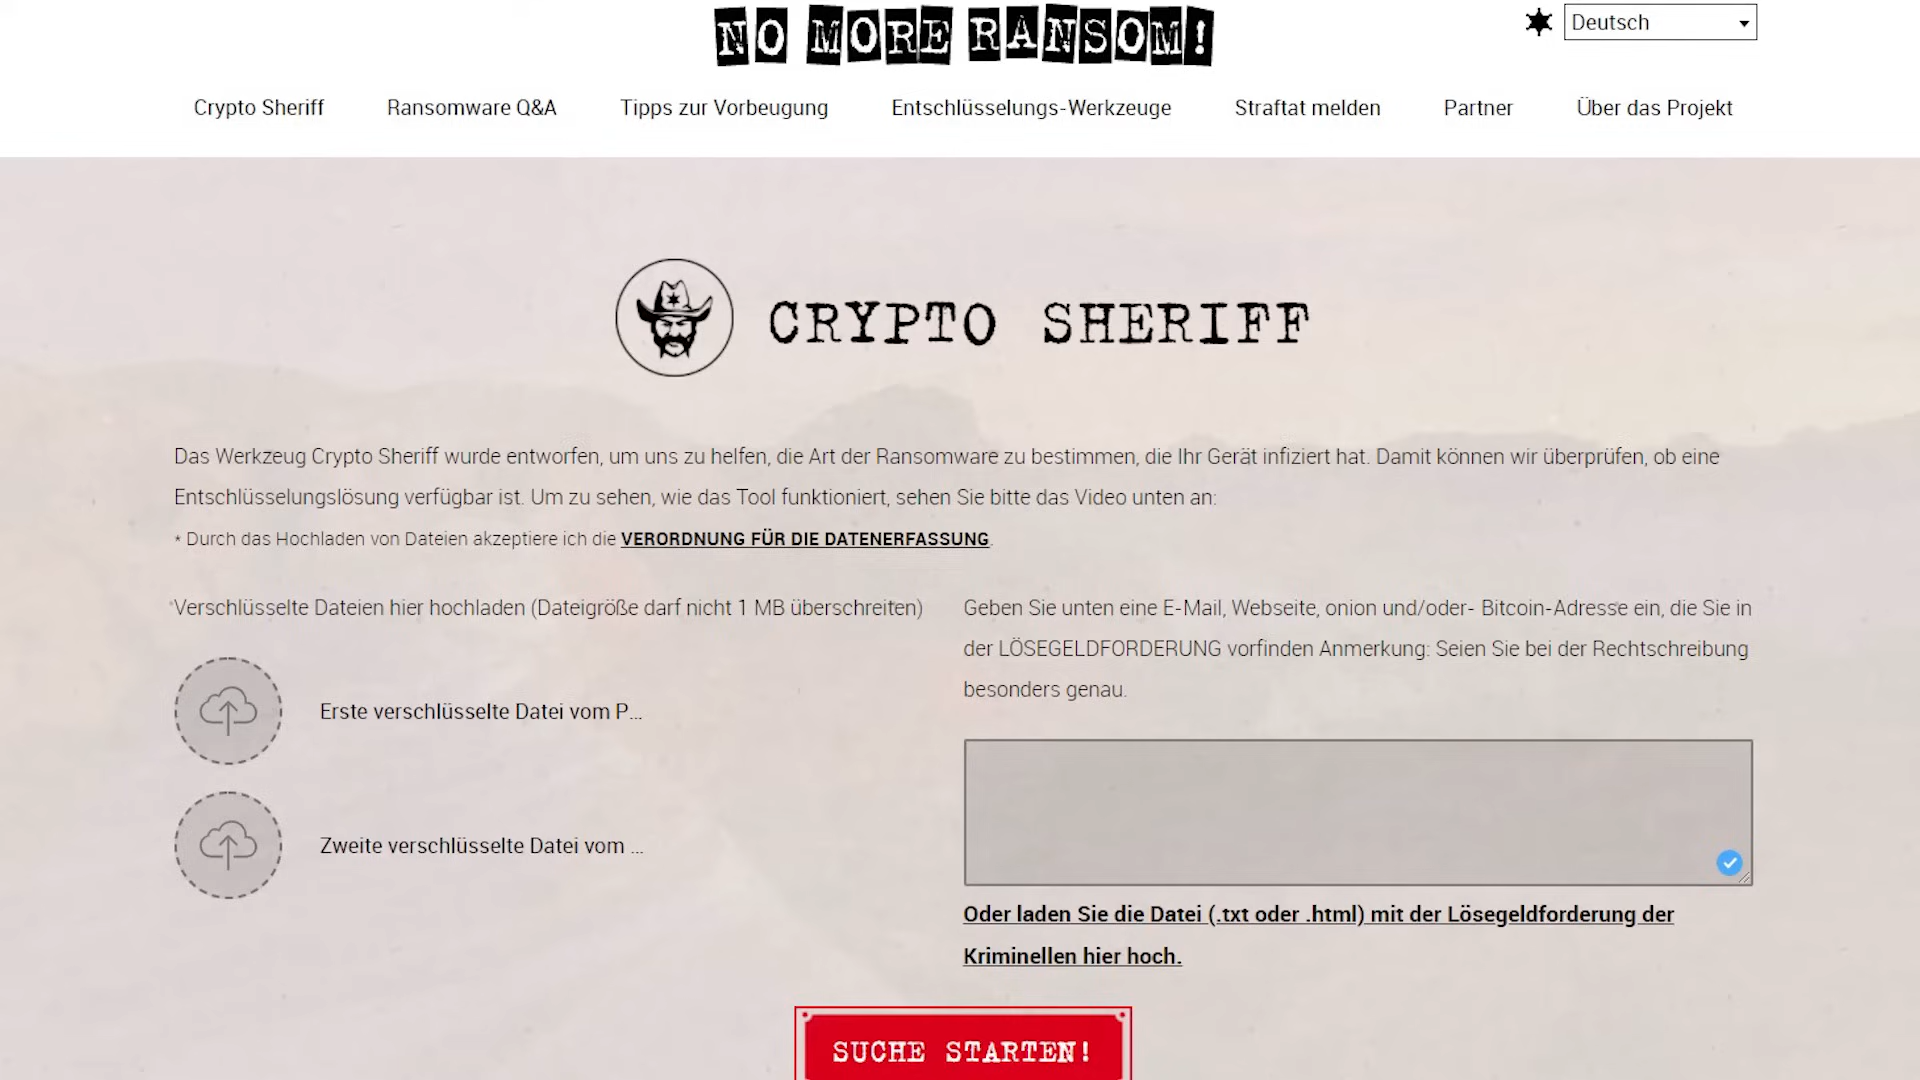 NO MORE RANSOM!
Deutsch
Crypto Sheriff Ransomware Q&A Tipps zur Vorbeugung Entschlüsselungs-Werkzeuge Straftat melden Partner Über das Projekt
CRYPTO SHERIFF
Das Werkzeug Crypto Sheriff wurde entworfen, um uns zu helfen, die Art der Ransomware zu bestimmen, die Ihr Gerät infiziert hat. Damit können wir überprüfen, ob eine
Entschlüsselungslösung verfügbar ist. Um zu sehen, wie das Tool funktioniert, sehen Sie bitte das Video unten an:
* Durch das Hochladen von Dateien akzeptiere ich die VERORDNUNG FÜR DIE DATENERFASSUNG.
*Verschlüsselte Dateien hier hochladen (Dateigröße darf nicht 1 MB überschreiten)
Erste verschlüsselte Datei vom P...
Zweite verschlüsselte Datei vom ...
Geben Sie unten eine E-Mail, Webseite, onion und/oder- Bitcoin-Adresse ein, die Sie in
der LÖSEGELDFORDERUNG vorfinden Anmerkung: Seien Sie bei der Rechtschreibung
besonders genau.
Oder laden Sie die Datei (.txt oder .html) mit der Lösegeldforderung der
Kriminellen hier hoch.
SUCHE STARTEN!